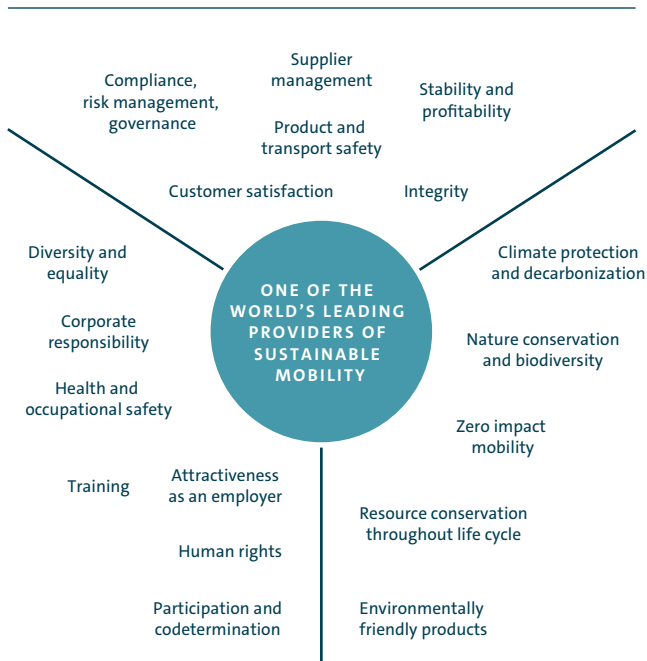 Supplier
management
Compliance,
risk management,
governance
Stability and
profitability
Product and
transport safety
Customer satisfaction
Integrity
Diversity and
equality
Corporate
responsibility
Health and
occupational safety
Training
Attractiveness
as an employer
Human rights
Participation and
codetermination
ONE OF THE
WORLD’S LEADING
PROVIDERS OF
SUSTAINABLE
MOBILITY
Climate protection
and decarbonization
Nature conservation
and biodiversity
Zero impact
mobility
Resource conservation
throughout life cycle
Environmentally
friendly products